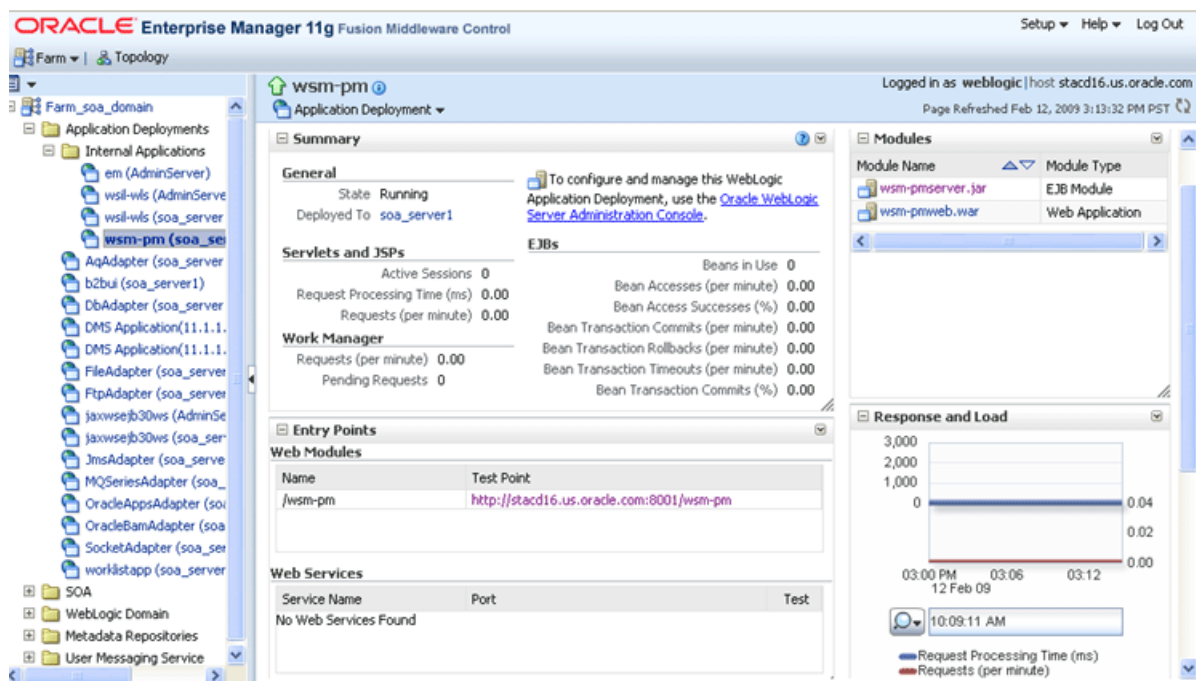 ORACLE Enterprise Manager 11g Fusion Middleware Control
Setup Help Log Out
Farm Topology
Farm_soa_domain
Application Deployments
Internal Applications
em (AdminServer)
wsil-wls (AdminServe
wsil-wls (soa_server
wsm-pm (soa_se
AqAdapter (soa_server
b2bui (soa_server1)
DbAdapter (soa_server
DMS Application(11.1.1.
DMS Application(11.1.1.
FileAdapter (soa_server
FtpAdapter (soa_server
jaxwsejb30ws (AdminSe
jaxwsejb30ws (soa_ser
JmsAdapter (soa_serve
MQSeriesAdapter (soa_
OracleAppsAdapter (so
OracleBamAdapter (soa
SocketAdapter (soa_ser
worklistapp (soa_server
SOA
WebLogic Domain
Metadata Repositories
User Messaging Service
wsm-pm
Application Deployment
Logged in as weblogic|host stacd16.us.oracle.com
Page Refreshed Feb 12, 2009 3:13:32 PM PST
Summary
General
State Running
Deployed To soa_server1
Servlets and JSPs
Active Sessions 0
Request Processing Time (ms) 0.00
Requests (per minute) 0.00
Work Manager
Requests (per minute) 0.00
Pending Requests 0
To configure and manage this WebLogic
Application Deployment, use the Oracle WebLogic
Server Administration Console.
EJBs
Beans in Use 0
Bean Accesses (per minute) 0.00
Bean Access Successes (%) 0.00
Bean Transaction Commits (per minute) 0.00
Bean Transaction Rollbacks (per minute) 0.00
Bean Transaction Timeouts (per minute) 0.00
Bean Transaction Commits (%) 0.00
Entry Points
Web Modules
Name Test Point
/wsm-pm http://stacd16.us.oracle.com:8001/wsm-pm
Web Services
Service Name Port Test
No Web Services Found
Modules
Module Name Module Type
wsm-pmserver.jar EJB Module
wsm-pmweb.war Web Application
Response and Load
3,000
2,000
1,000
0
0.04
0.02
0.00
03:00 PM 03:06 03:12
12 Feb 09
10:09:11 AM
Request Processing Time (ms)
Requests (per minute)